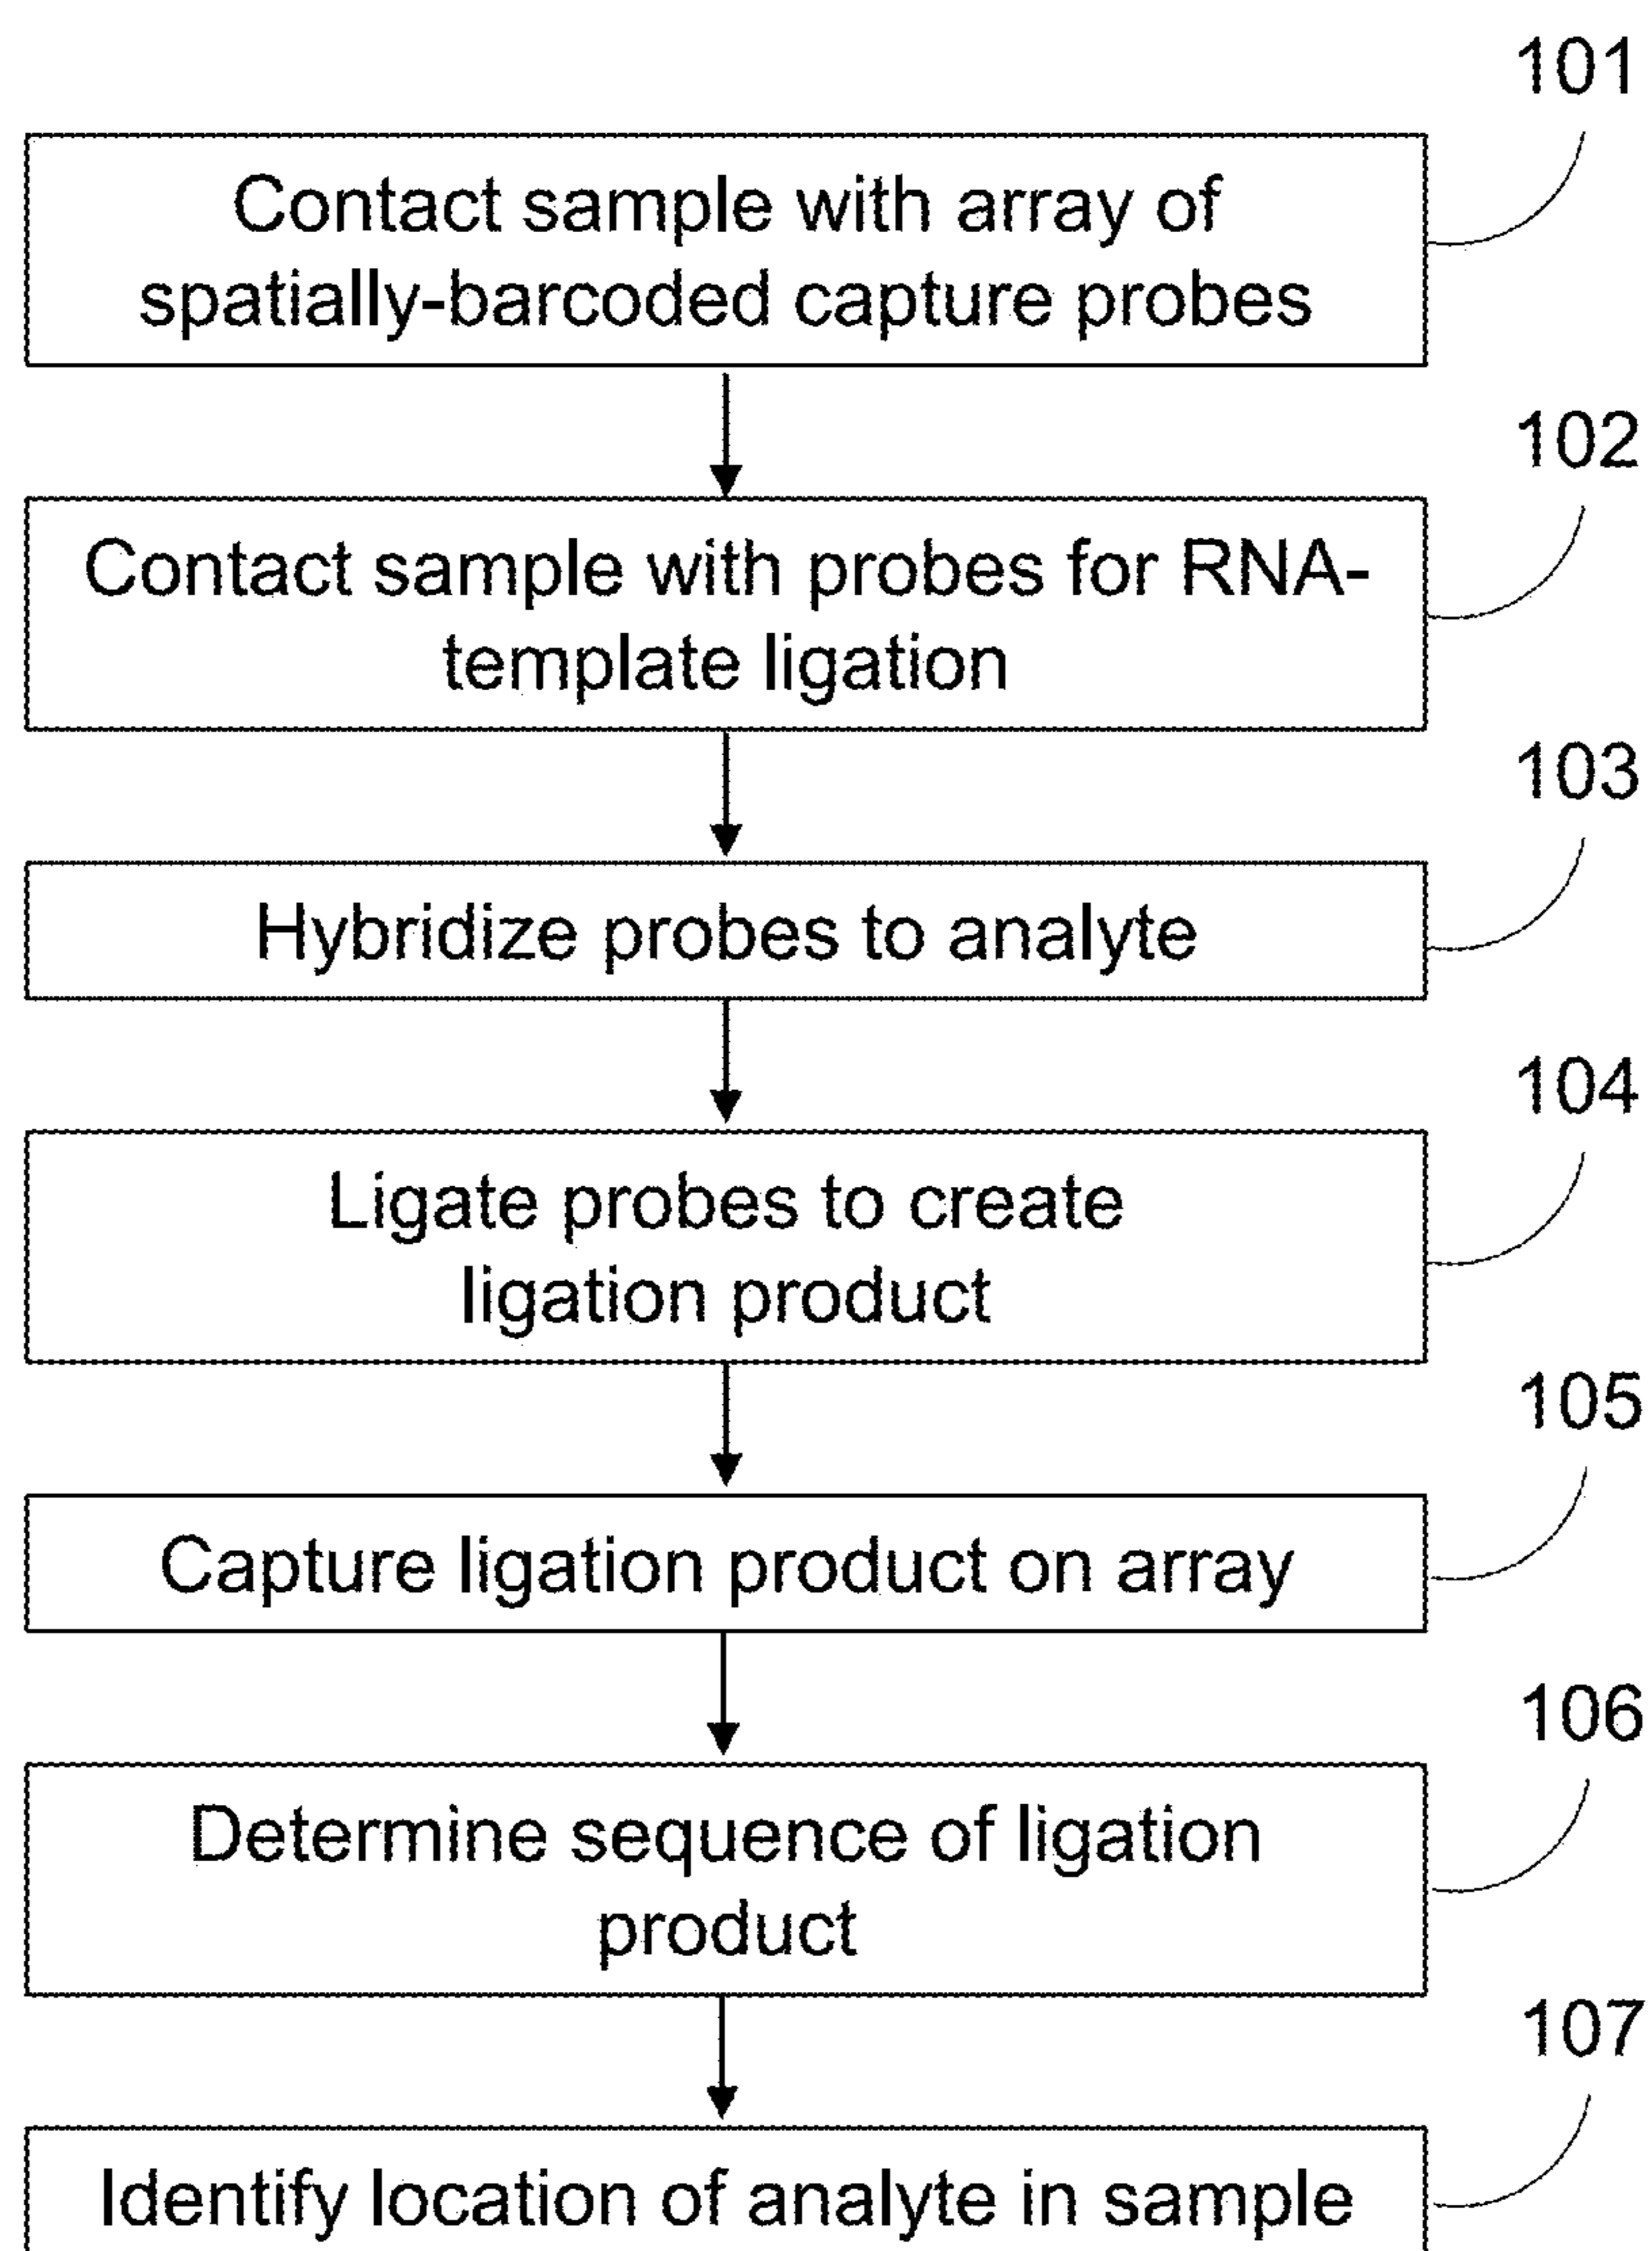 101
Contact sample with array of
spatially-barcoded capture probes
102
Contact sample with probes for RNA-
template ligation
103
Hybridize probes to analyte
104
Ligate probes to create
ligation product
105
Capture ligation product on array
106
Determine sequence of ligation
product
107
Identify location of analyte in sample